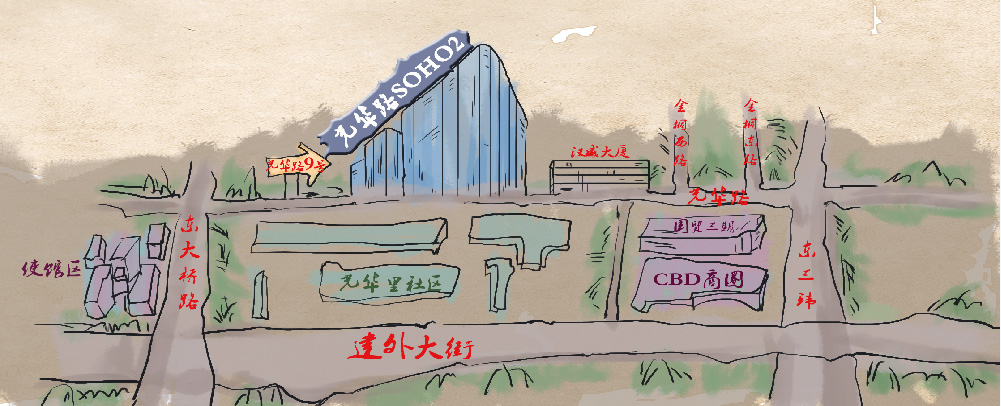 光华路SOHO2
光华路9号
汉威大厦
金桐西路
金桐东路
光华路
东大桥路
使馆区
光华里社区
国贸三期
CBD商圈
东三环
建外大街